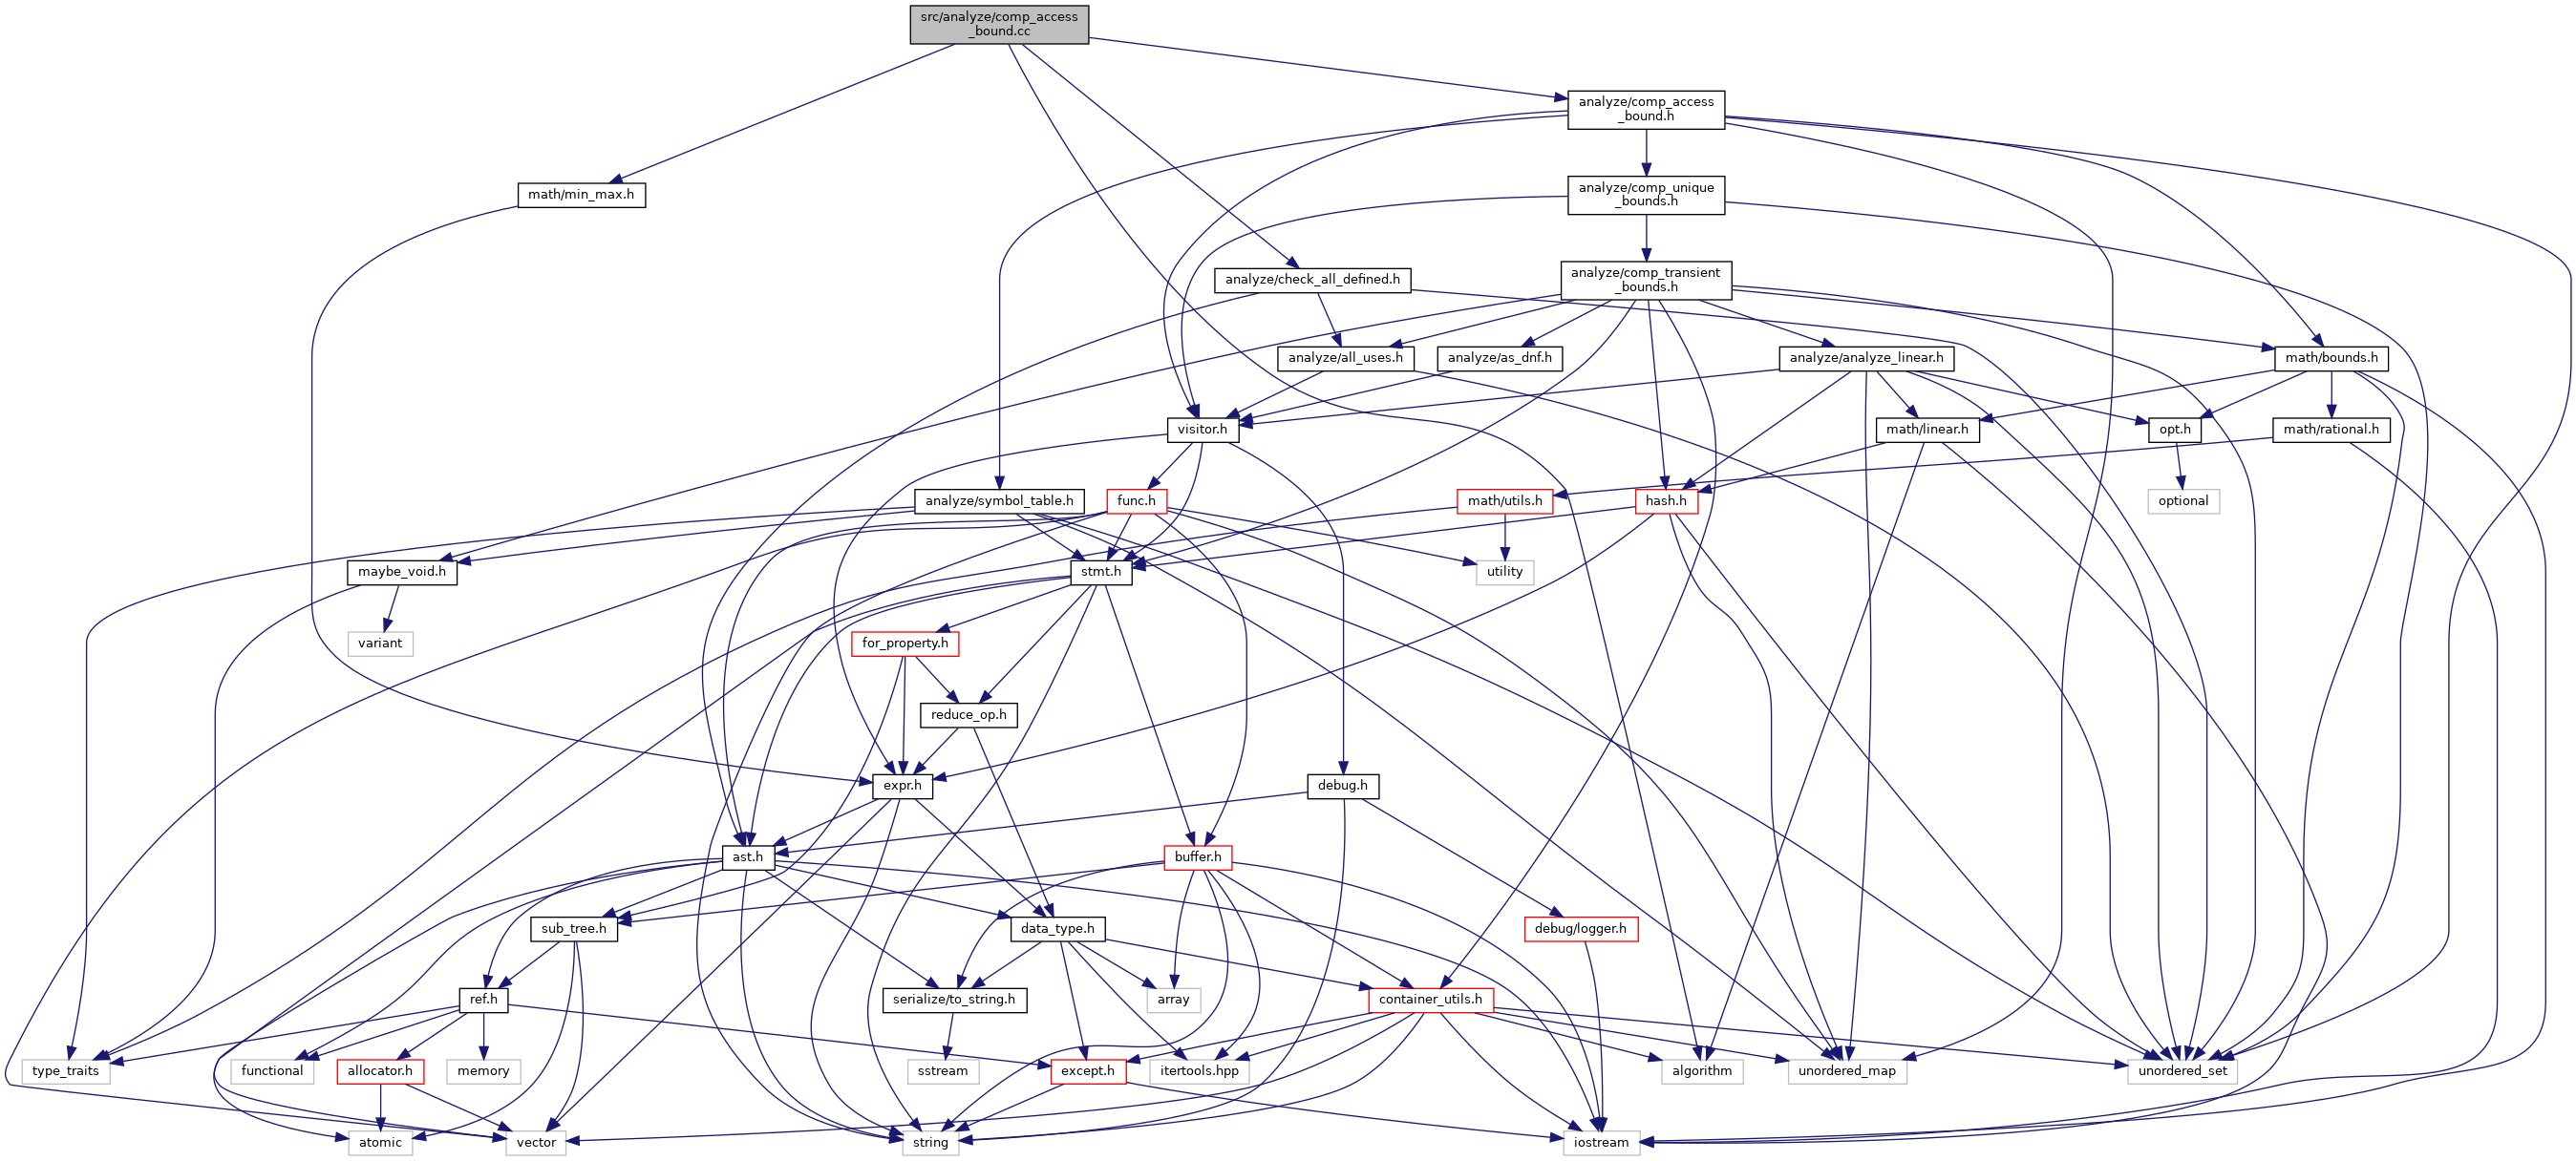 src/analyze/comp_access
_bound.cc
analyze/comp_access
_bound.h
math/min_max.h
analyze/comp_unique
_bounds.h
analyze/check_all_defined.h
analyze/comp_transient
_bounds.h
analyze/all_uses.h
analyze/as_dnf.h
analyze/analyze_linear.h
math/bounds.h
visitor.h
math/linear.h
opt.h
math/rational.h
analyze/symbol_table.h
func.h
math/utils.h
hash.h
optional
maybe_void.h
stmt.h
utility
variant
for_property.h
reduce_op.h
expr.h
debug.h
ast.h
buffer.h
sub_tree.h
data_type.h
debug/logger.h
ref.h
serialize/to_string.h
array
container_utils.h
type_traits
functional
allocator.h
memory
sstream
except.h
itertools.hpp
algorithm
unordered_map
unordered_set
atomic
vector
string
iostream